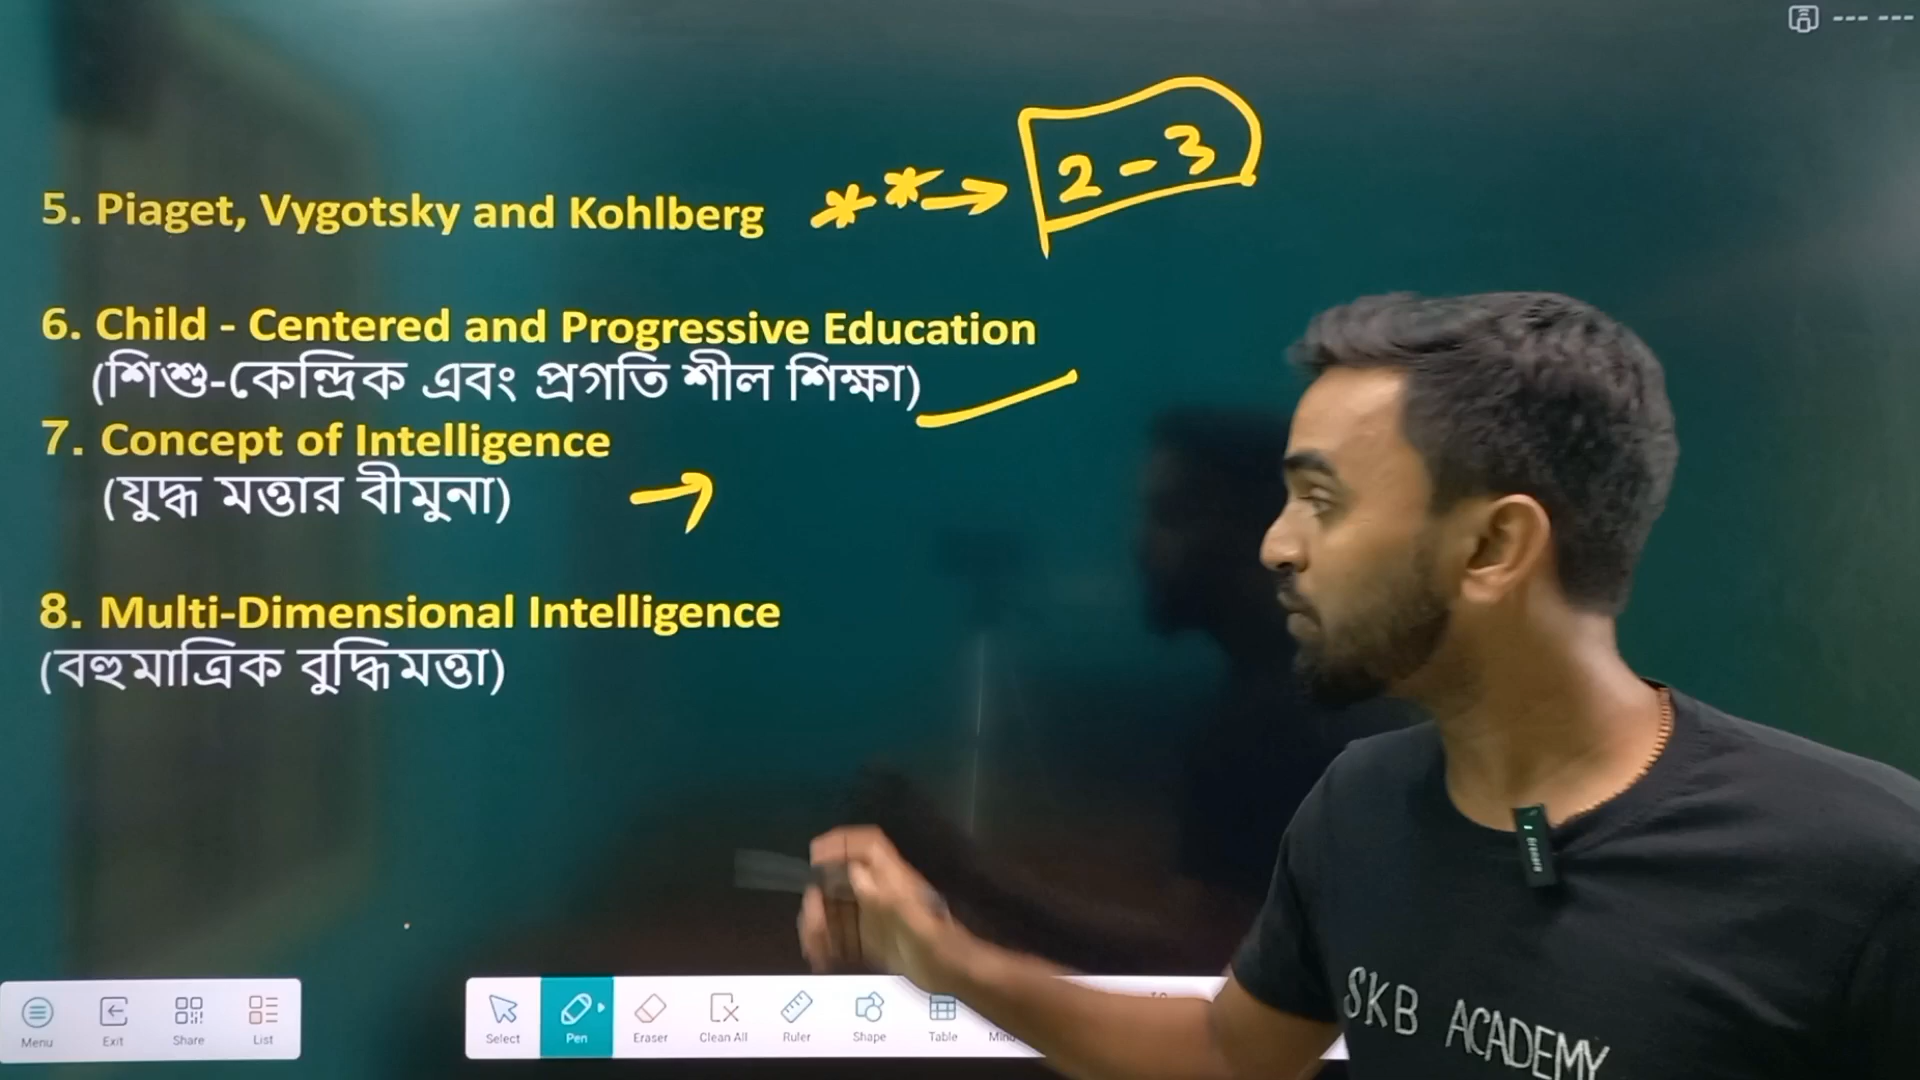 5. Piaget, Vygotsky and Kohlberg ** → 2 - 3
6. Child - Centered and Progressive Education
(শিশু-কেন্দ্রিক এবং প্রগতি শীল শিক্ষা)
7. Concept of Intelligence
(যুদ্ধ মত্তার বীমুনা) →
8. Multi-Dimensional Intelligence
(বহুমাত্রিক বুদ্ধিমত্তা)
SKB ACADEMY
Menu Exit Share List Select Pen Eraser Clean All Ruler Shape Table